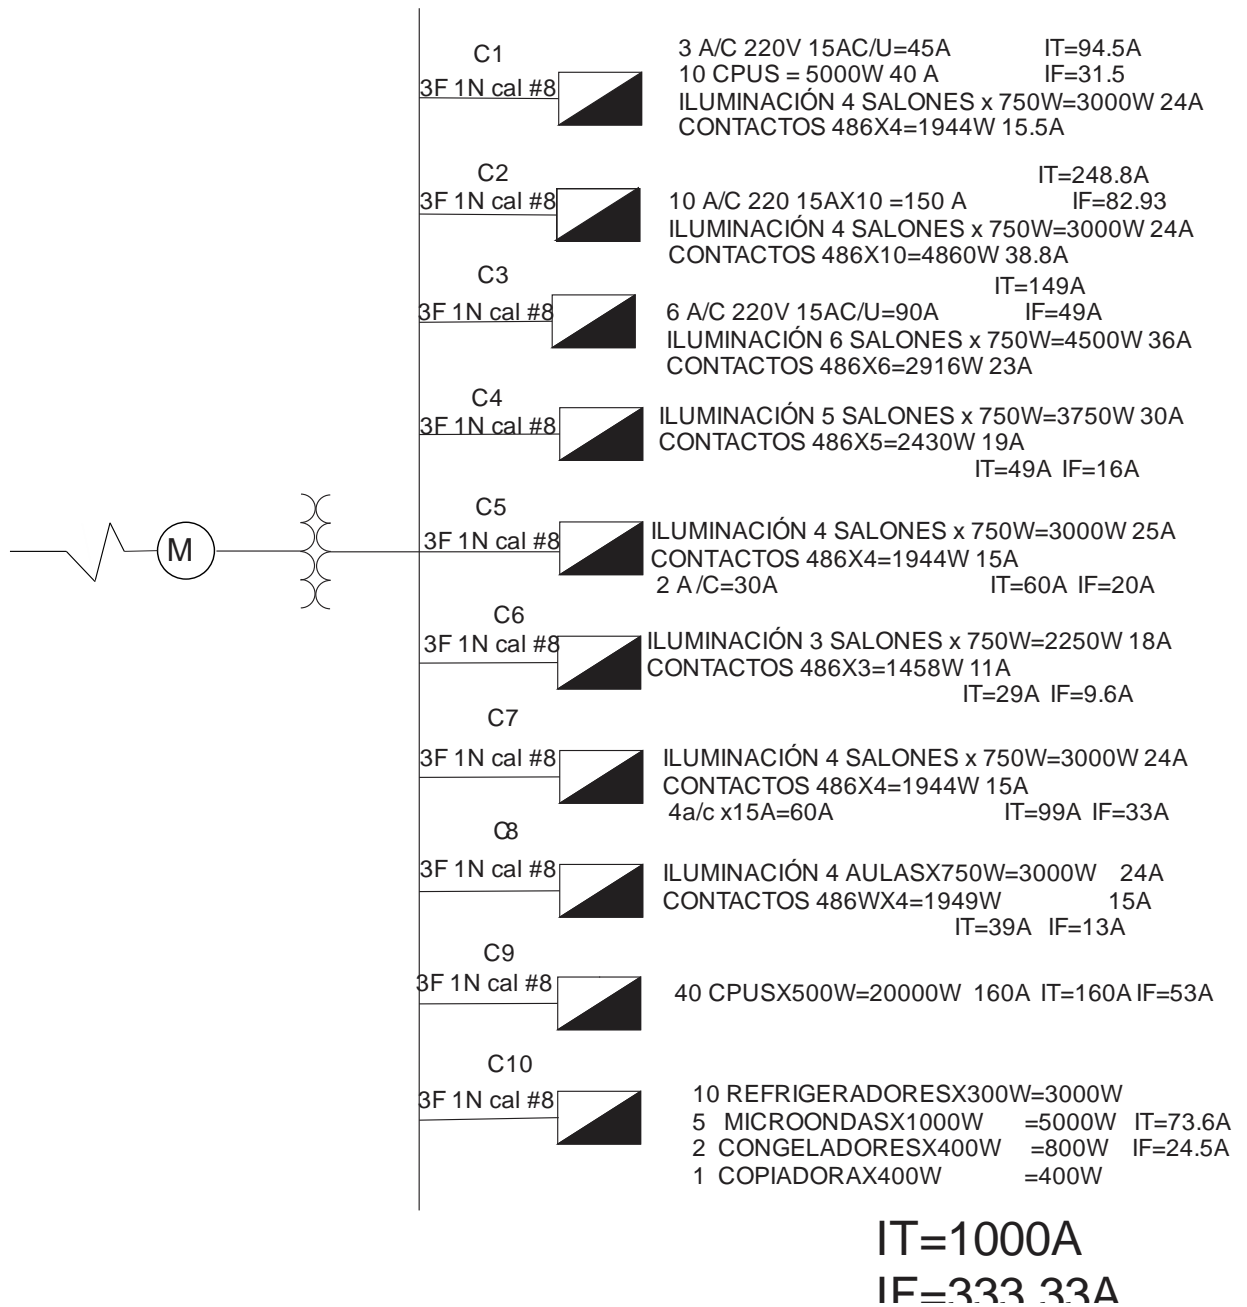 C1
3F 1N cal #8
3 A/C 220V 15AC/U=45A IT=94.5A
10 CPUS = 5000W 40 A IF=31.5
ILUMINACIÓN 4 SALONES x 750W=3000W 24A
CONTACTOS 486X4=1944W 15.5A
C2
3F 1N cal #8
IT=248.8A
10 A/C 220 15AX10 =150 A IF=82.93
ILUMINACIÓN 4 SALONES x 750W=3000W 24A
CONTACTOS 486X10=4860W 38.8A
C3
3F 1N cal #8
IT=149A
6 A/C 220V 15AC/U=90A IF=49A
ILUMINACIÓN 6 SALONES x 750W=4500W 36A
CONTACTOS 486X6=2916W 23A
C4
3F 1N cal #8
ILUMINACIÓN 5 SALONES x 750W=3750W 30A
CONTACTOS 486X5=2430W 19A
IT=49A IF=16A
M
C5
3F 1N cal #8
ILUMINACIÓN 4 SALONES x 750W=3000W 25A
CONTACTOS 486X4=1944W 15A
2 A/C=30A IT=60A IF=20A
C6
3F 1N cal #8
ILUMINACIÓN 3 SALONES x 750W=2250W 18A
CONTACTOS 486X3=1458W 11A
IT=29A IF=9.6A
C7
3F 1N cal #8
ILUMINACIÓN 4 SALONES x 750W=3000W 24A
CONTACTOS 486X4=1944W 15A
4a/c x15A=60A IT=99A IF=33A
C8
3F 1N cal #8
ILUMINACIÓN 4 AULASX750W=3000W 24A
CONTACTOS 486WX4=1949W 15A
IT=39A IF=13A
C9
3F 1N cal #8
40 CPUSX500W=20000W 160A IT=160A IF=53A
C10
3F 1N cal #8
10 REFRIGERADORESX300W=3000W
5 MICROONDASX1000W =5000W IT=73.6A
2 CONGELADORESX400W =800W IF=24.5A
1 COPIADORAX400W =400W
IT=1000A
IF=333.33A